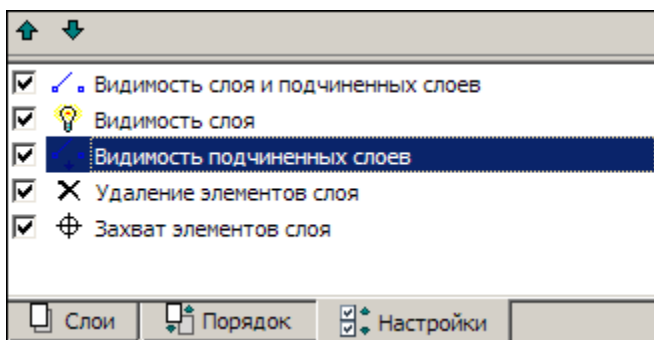 Видимость слоя и подчиненных слоев
Видимость слоя
Видимость подчиненных слоев
Удаление элементов слоя
Захват элементов слоя
Слои Порядок Настройки